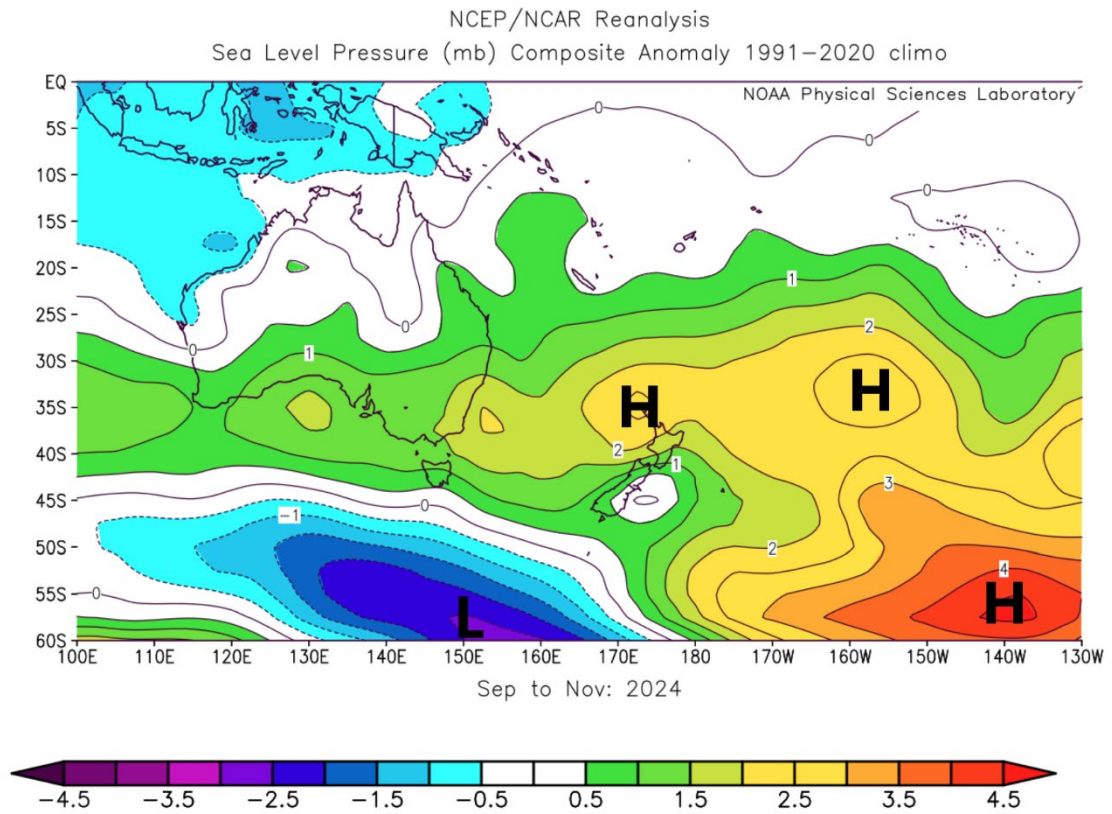 NCEP/NCAR Reanalysis
Sea Level Pressure (mb) Composite Anomaly 1991–2020 climo
NOAA Physical Sciences Laboratory
EQ
5S
10S
15S
20S
25S
30S
35S
40S
45S
50S
55S
60S
0
0
0
1
0
2
0
1
H
H
2
1
0
3
−1
2
4
0
L
H
100E 110E 120E 130E 140E 150E 160E 170E 180 170W 160W 150W 140W 130W
Sep to Nov: 2024
−4.5 −3.5 −2.5 −1.5 −0.5 0.5 1.5 2.5 3.5 4.5